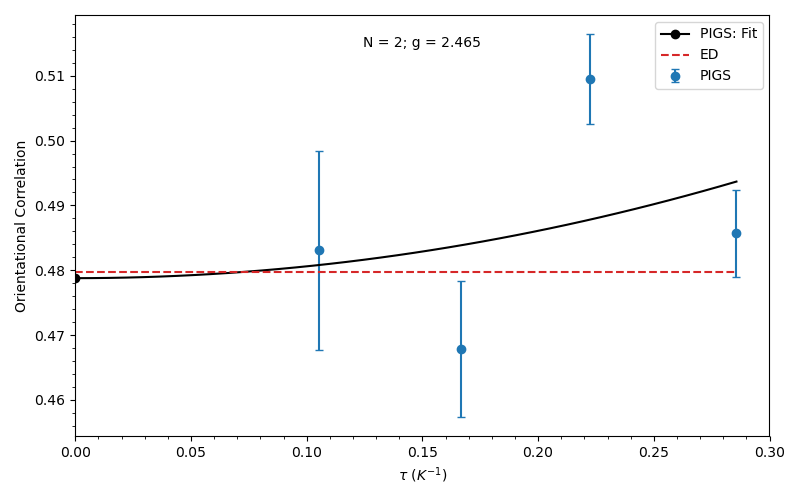 N = 2; g = 2.465
PIGS: Fit
ED
PIGS
Orientational Correlation
0.51
0.50
0.49
0.48
0.47
0.46
0.00 0.05 0.10 0.15 0.20 0.25 0.30
τ (K⁻¹)